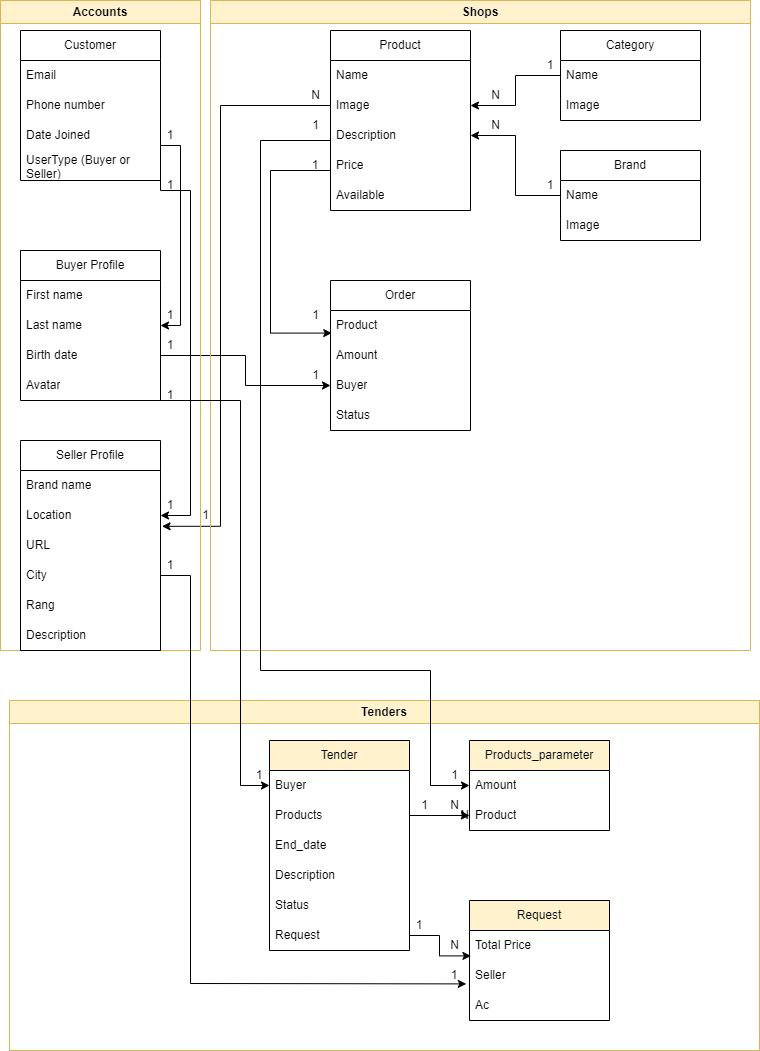 Accounts
Customer
Email
Phone number
Date Joined
1
UserType (Buyer or
Seller)
1
Buyer Profile
First name
Last name
1
Birth date
1
Avatar
1
Seller Profile
Brand name
Location
1
1
URL
City
1
Rang
Description
Shops
Product
Name
Image
N
Description
1
Price
1
Available
Category
1
Name
N
Image
N
Brand
1
Name
Image
Order
1
Product
Amount
1
Buyer
Status
Tenders
Tender
1
Buyer
Products
1
N
End_date
Description
Status
Request
1
N
Products_parameter
1
Amount
Product
Request
Total Price
1
Seller
Ac